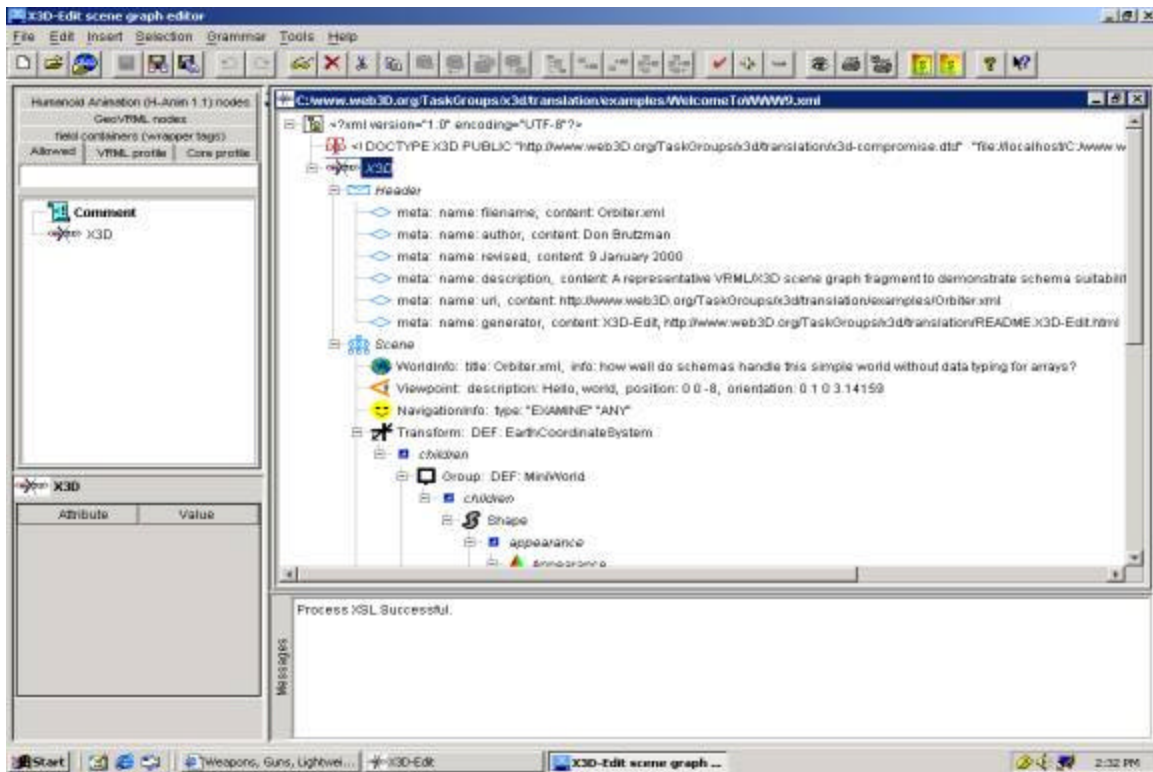 X3D-Edit scene graph editor
File Edit Insert Selection Grammar Tools Help
Humanoid Animation (H-Anim 1.1) nodes
GeoVRML nodes
field containers (wrapper tags)
Allowed VRML profile Core profile
Comment
X3D
X3D
Attribute Value
C:/www.web3D.org/TaskGroups/x3d/translation/examples/WelcomeToWWW9.xml
<?xml version="1.0" encoding="UTF-8"?>
<!DOCTYPE X3D PUBLIC "http://www.web3D.org/TaskGroups/x3d/translation/x3d-compromise.dtd" "file://localhost/C:/www.w
X3D
Header
meta: name: filename, content: Orbiter.xml
meta: name: author, content: Don Brutzman
meta: name: revised, content: 9 January 2000
meta: name: description, content: A representative VRML/X3D scene graph fragment to demonstrate schema suitabilit
meta: name: url, content: http://www.web3D.org/TaskGroups/x3d/translation/examples/Orbiter.xml
meta: name: generator, content: X3D-Edit, http://www.web3D.org/TaskGroups/x3d/translation/README.X3D-Edit.html
Scene
WorldInfo: title: Orbiter.xml, info: how well do schemas handle this simple world without data typing for arrays?
Viewpoint: description: Hello, world, position: 0 0 -8, orientation: 0 1 0 3.14159
NavigationInfo: type: "EXAMINE" "ANY"
Transform: DEF: EarthCoordinateSystem
children
Group: DEF: MiniWorld
children
Shape
appearance
Appearance
Messages
Process XSL Successful.
Start
Weapons, Guns, Lightwei...
X3D-Edit
X3D-Edit scene graph ...
2:32 PM